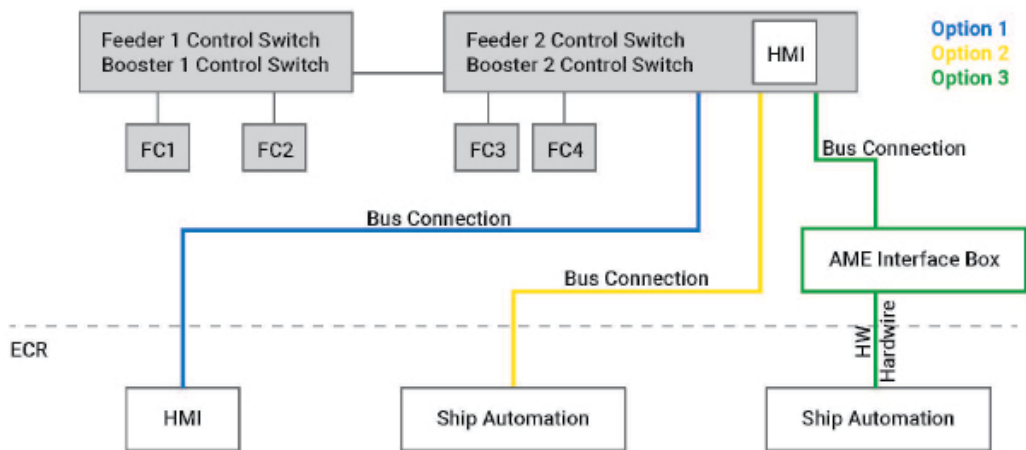 Feeder 1 Control Switch
Booster 1 Control Switch
Feeder 2 Control Switch
Booster 2 Control Switch
HMI
Option 1
Option 2
Option 3
FC1
FC2
FC3
FC4
Bus Connection
Bus Connection
Bus Connection
AME Interface Box
ECR
HW
Hardwire
HMI
Ship Automation
Ship Automation